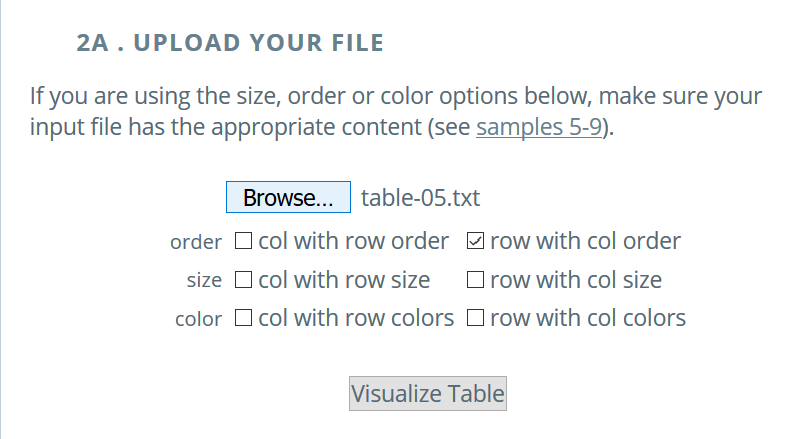 2A . UPLOAD YOUR FILE
If you are using the size, order or color options below, make sure your
input file has the appropriate content (see samples 5-9).
Browse... table-05.txt
order col with row order row with col order
size col with row size row with col size
color col with row colors row with col colors
Visualize Table